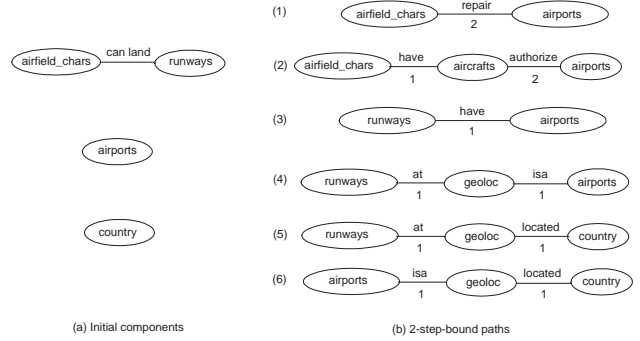 can land
airfield_chars runways
airports
country
(a) Initial components
(1) airfield_chars repair airports
2
(2) airfield_chars have aircrafts authorize airports
1 2
(3) runways have airports
1
(4) runways at geoloc isa airports
1 1
(5) runways at geoloc located country
1 1
(6) airports isa geoloc located country
1 1
(b) 2-step-bound paths